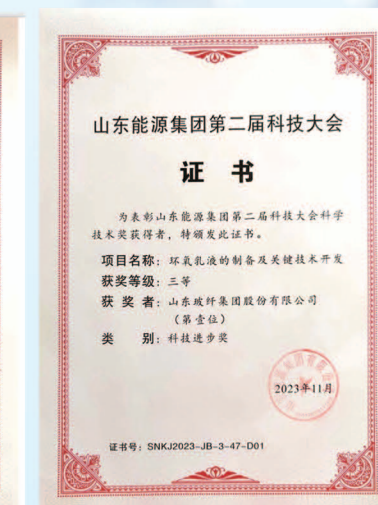 山东能源集团第二届科技大会
证 书
为表彰山东能源集团第二届科技大会科学
技术奖获得者，特颁发此证书。
项目名称：环氧乳液的制备及关键技术开发
获奖等级：三等
获 奖 者：山东玻纤集团股份有限公司
（第壹位）
类 别：科技进步奖
2023年11月
证书号：SNKJ2023-JB-3-47-D01